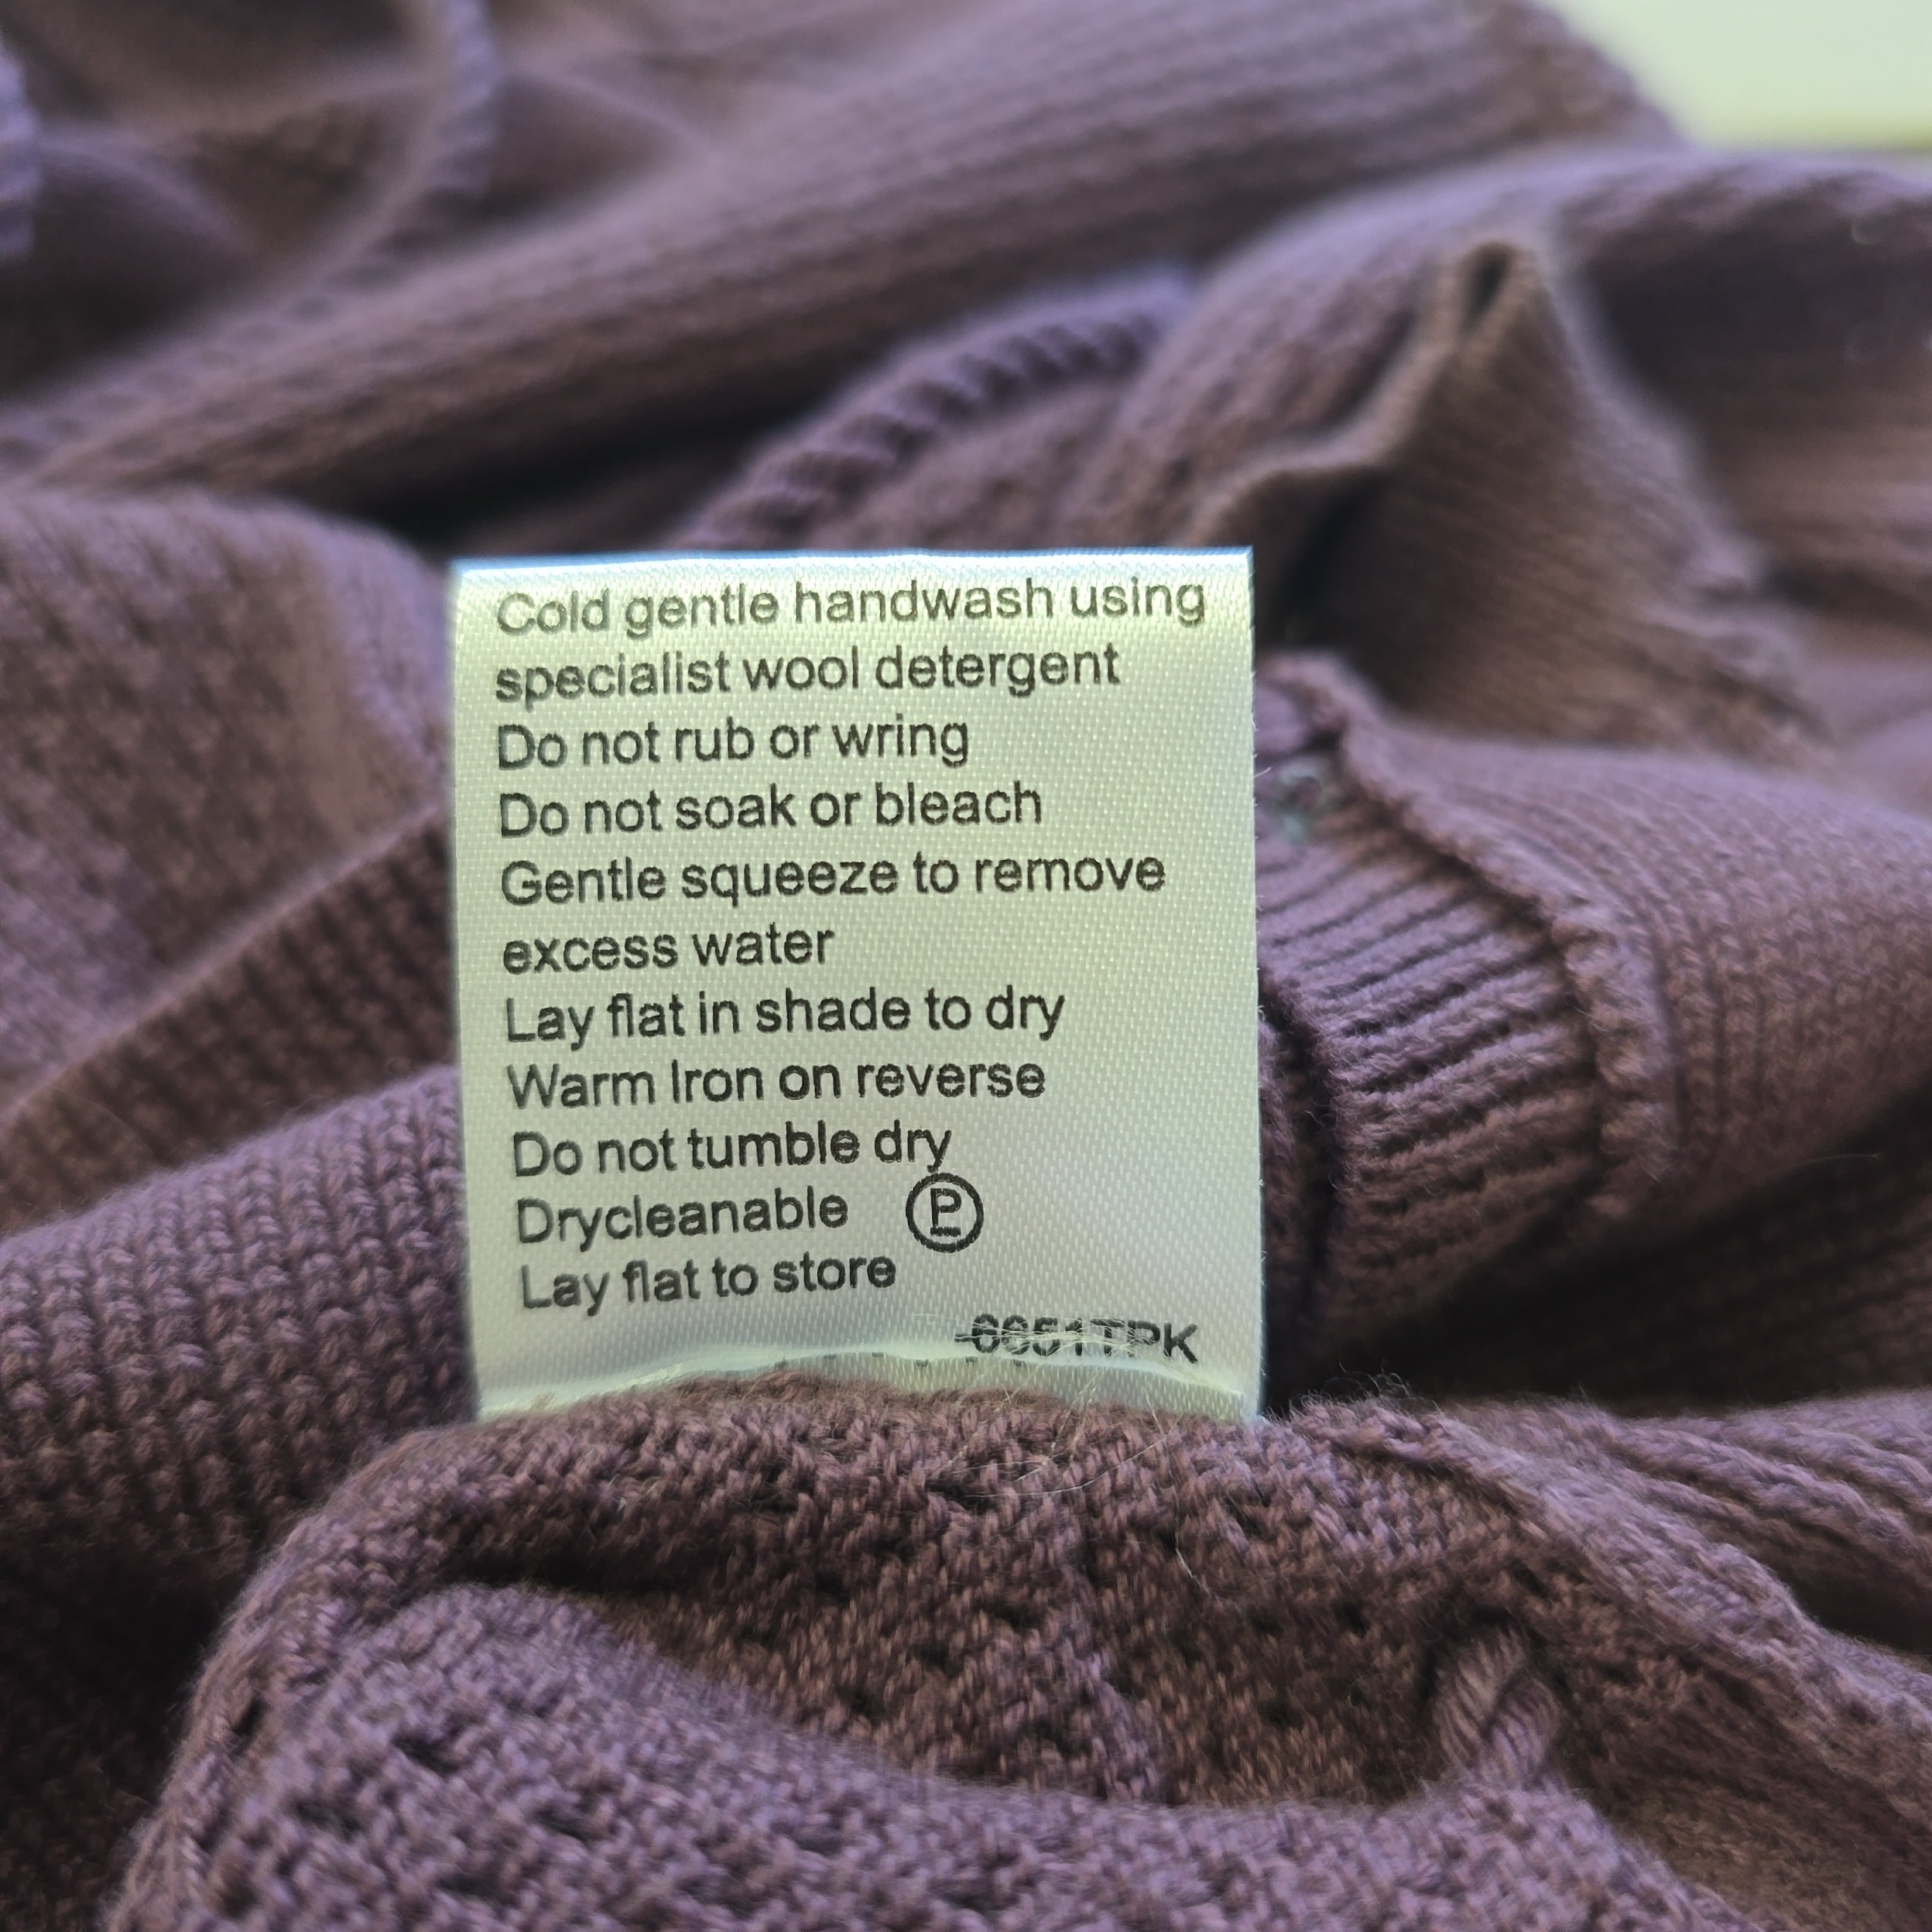 Cold gentle handwash using
specialist wool detergent
Do not rub or wring
Do not soak or bleach
Gentle squeeze to remove
excess water
Lay flat in shade to dry
Warm Iron on reverse
Do not tumble dry
Drycleanable P
Lay flat to store
-6651TPK